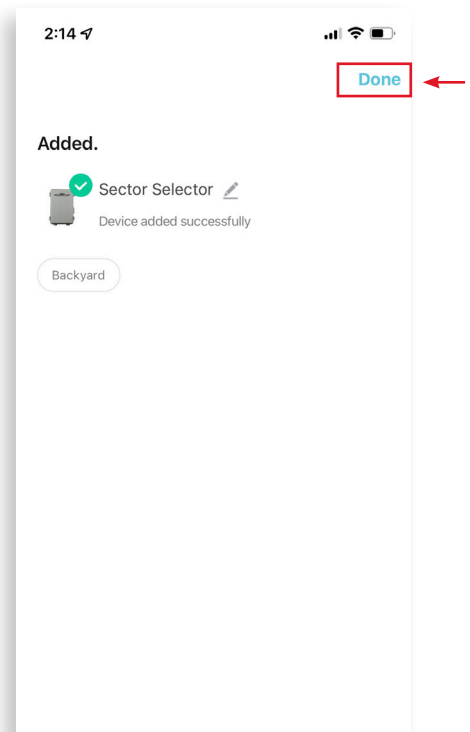 2:14
Done
Added.
Sector Selector
Device added successfully
Backyard